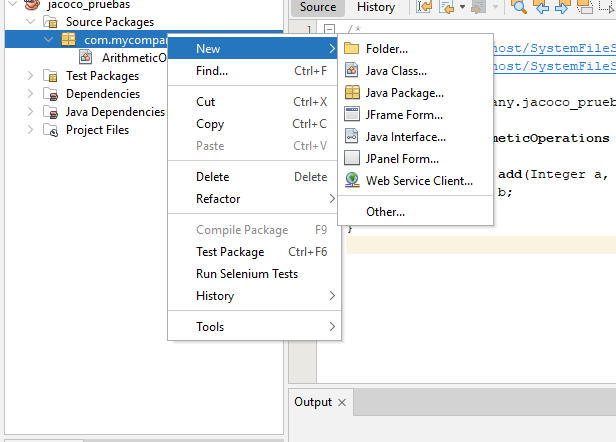 jacoco_pruebas
Source Packages
com.mycompa
ArithmeticO
Test Packages
Dependencies
Java Dependencies
Project Files
New
Find... Ctrl+F
Cut Ctrl+X
Copy Ctrl+C
Paste Ctrl+V
Delete Delete
Refactor
Compile Package F9
Test Package Ctrl+F6
Run Selenium Tests
History
Tools
Folder...
Java Class...
Java Package...
JFrame Form...
Java Interface...
JPanel Form...
Web Service Client...
Other...
Source History
1 /*
host/SystemFileS
host/SystemFileS
any.jacoco_prueb
meticOperations
add(Integer a,
b;
}
Output